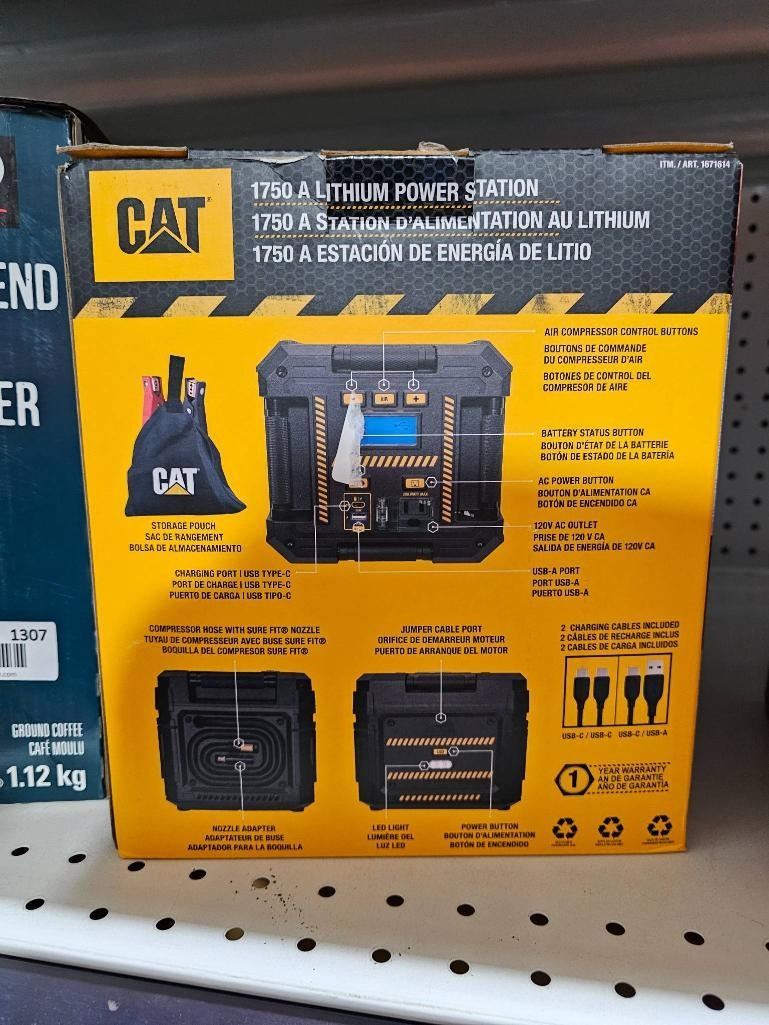 ITM. / ART. 1671614
CAT
1750 A LITHIUM POWER STATION
1750 A STATION D'ALIMENTATION AU LITHIUM
1750 A ESTACIÓN DE ENERGÍA DE LITIO
AIR COMPRESSOR CONTROL BUTTONS
BOUTONS DE COMMANDE
DU COMPRESSEUR D'AIR
BOTONES DE CONTROL DEL
COMPRESOR DE AIRE
AIR
+
BATTERY STATUS BUTTON
BOUTON D'ÉTAT DE LA BATTERIE
BOTÓN DE ESTADO DE LA BATERÍA
AC POWER BUTTON
BOUTON D'ALIMENTATION CA
BOTÓN DE ENCENDIDO CA
120V AC OUTLET
PRISE DE 120 V CA
SALIDA DE ENERGÍA DE 120V CA
USB-A PORT
PORT USB-A
PUERTO USB-A
CAT
STORAGE POUCH
SAC DE RANGEMENT
BOLSA DE ALMACENAMIENTO
CHARGING PORT | USB TYPE-C
PORT DE CHARGE | USB TYPE-C
PUERTO DE CARGA | USB TIPO-C
COMPRESSOR HOSE WITH SURE FIT® NOZZLE
TUYAU DE COMPRESSEUR AVEC BUSE SURE FIT®
BOQUILLA DEL COMPRESOR SURE FIT®
JUMPER CABLE PORT
ORIFICE DE DEMARREUR MOTEUR
PUERTO DE ARRANQUE DEL MOTOR
2 CHARGING CABLES INCLUDED
2 CÂBLES DE RECHARGE INCLUS
2 CABLES DE CARGA INCLUIDOS
USB-C / USB-C USB-C / USB-A
1 YEAR WARRANTY
AN DE GARANTIE
AÑO DE GARANTIE
NOZZLE ADAPTER
ADAPTATEUR DE BUSE
ADAPTADOR PARA LA BOQUILLA
LED
LED LIGHT
LUMIÈRE DEL
LUZ LED
POWER BUTTON
BOUTON D'ALIMENTATION
BOTÓN DE ENCENDIDO
END
ER
1307
GROUND COFFEE
CAFÉ MOULU
1.12 kg